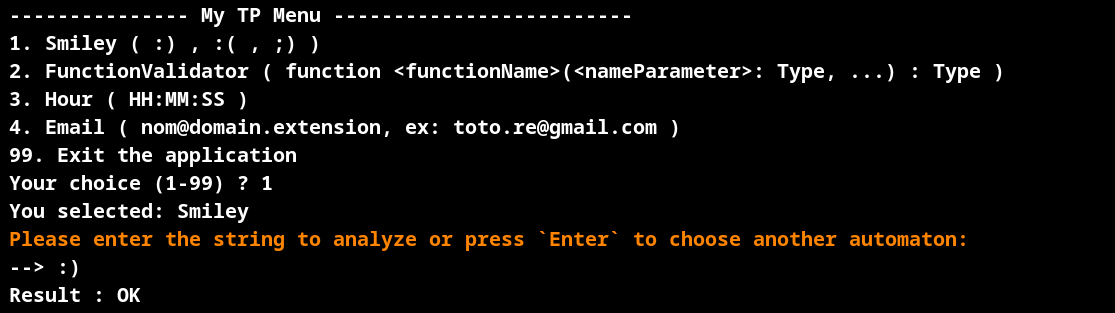 --------------- My TP Menu -------------------------
1. Smiley ( :) , :( , ;) )
2. FunctionValidator ( function <functionName>(<nameParameter>: Type, ...) : Type )
3. Hour ( HH:MM:SS )
4. Email ( nom@domain.extension, ex: toto.re@gmail.com )
99. Exit the application
Your choice (1-99) ? 1
You selected: Smiley
Please enter the string to analyze or press `Enter` to choose another automaton:
--> :)
Result : OK